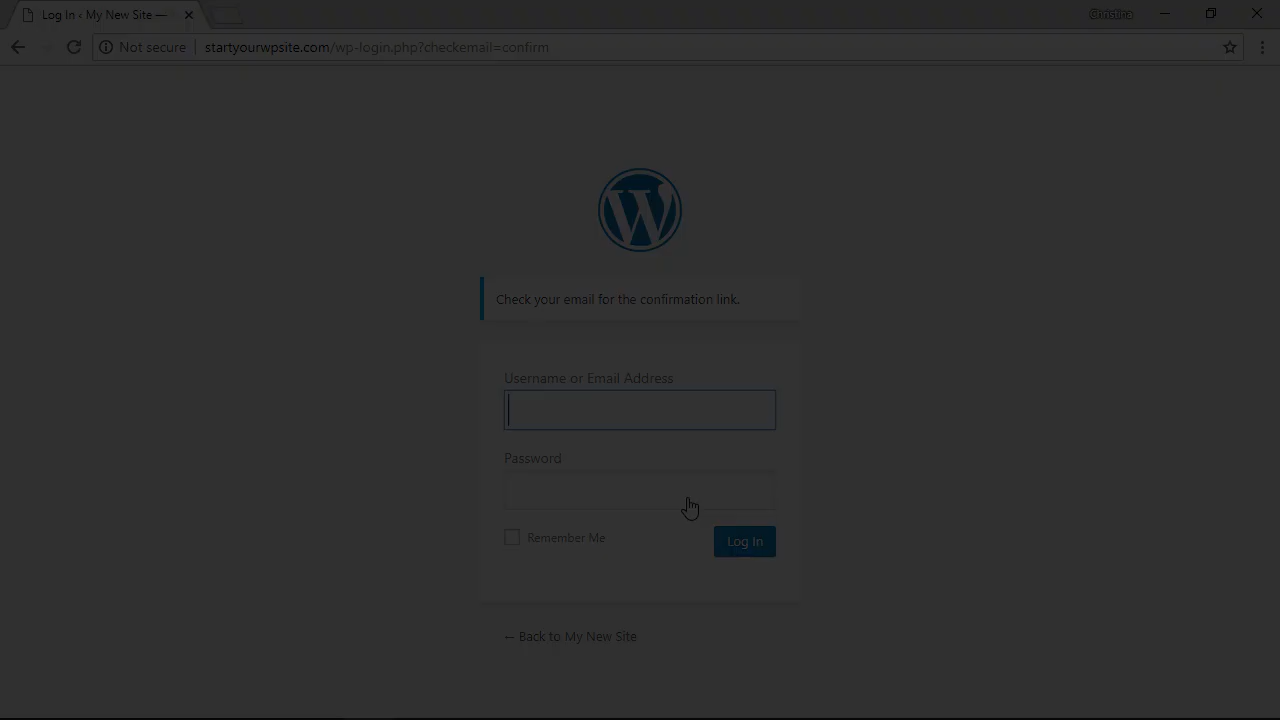 Log In ‹ My New Site —
Christina
Not secure
startyourwpsite.com/wp-login.php?checkemail=confirm
Check your email for the confirmation link.
Username or Email Address
Password
Remember Me
Log In
← Back to My New Site